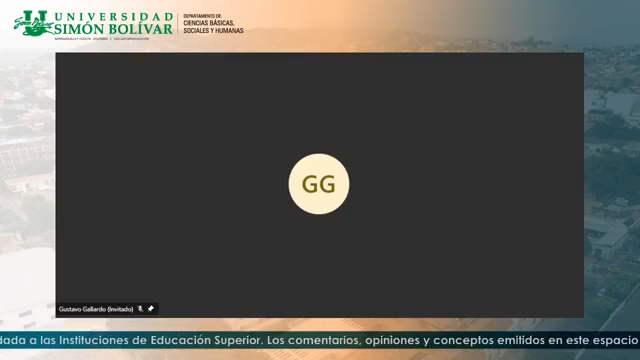 UNIVERSIDAD
SIMÓN BOLÍVAR
DEPARTAMENTO DE
CIENCIAS BÁSICAS,
SOCIALES Y HUMANAS
GG
Gustavo Gallardo (Invitado)
dada a las Instituciones de Educación Superior. Los comentarios, opiniones y conceptos emitidos en este espacio